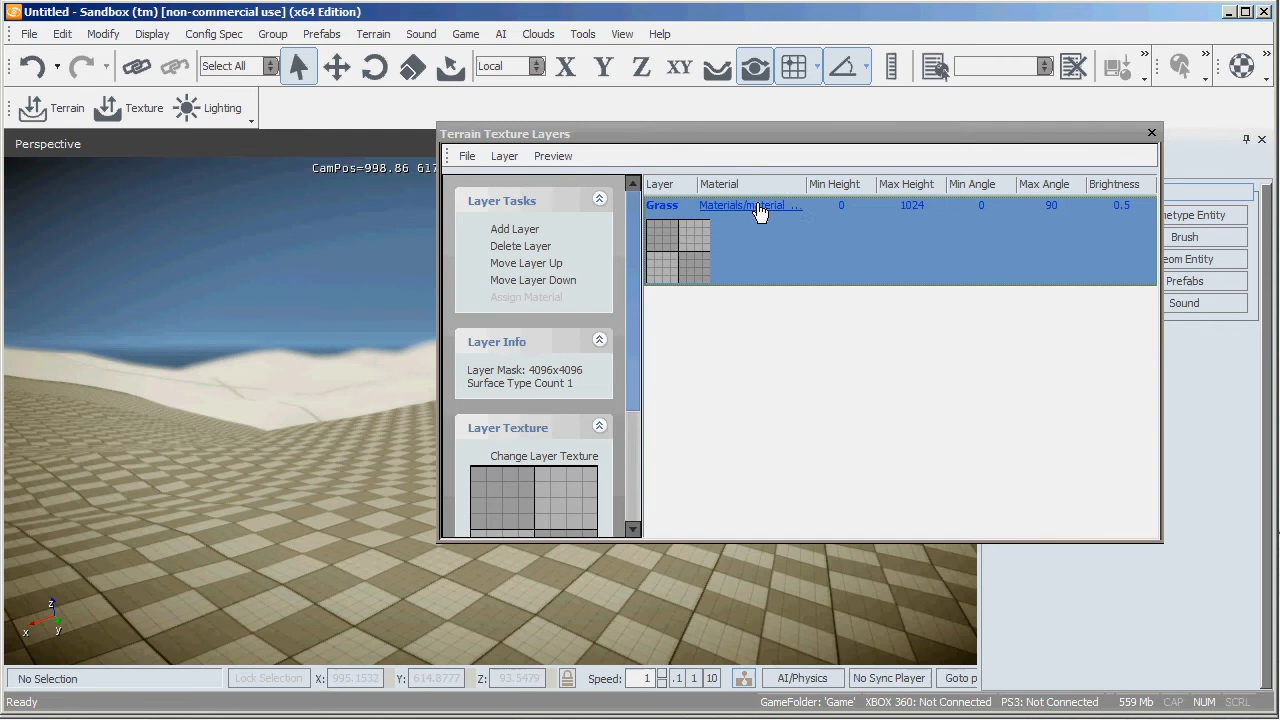 Untitled - Sandbox (tm) [non-commercial use] (x64 Edition)
File Edit Modify Display Config Spec Group Prefabs Terrain Sound Game AI Clouds Tools View Help
Select All Local X Y Z XY
Terrain Texture Lighting
Perspective
CamPos=998.86 617
Terrain Texture Layers
File Layer Preview
Layer Tasks
Add Layer
Delete Layer
Move Layer Up
Move Layer Down
Assign Material
Layer Info
Layer Mask: 4096x4096
Surface Type Count 1
Layer Texture
Change Layer Texture
Layer Material Min Height Max Height Min Angle Max Angle Brightness
Grass Materials/material ... 0 1024 0 90 0.5
hetype Entity
Brush
eom Entity
Prefabs
Sound
z
x
y
No Selection Lock Selection X: 995.1532 Y: 614.8777 Z: 93.5479 Speed: 1 .1 1 10 AI/Physics No Sync Player Goto p
Ready GameFolder: 'Game' XBOX 360: Not Connected PS3: Not Connected 559 Mb CAP NUM SCRL